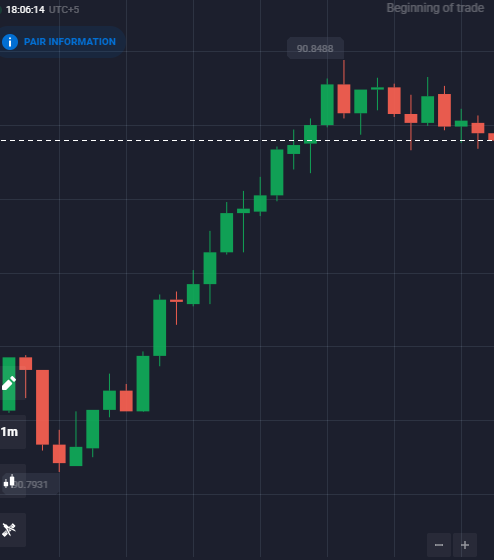 18:06:14 UTC+5
Beginning of trade
PAIR INFORMATION
90.8488
1m
90.7931